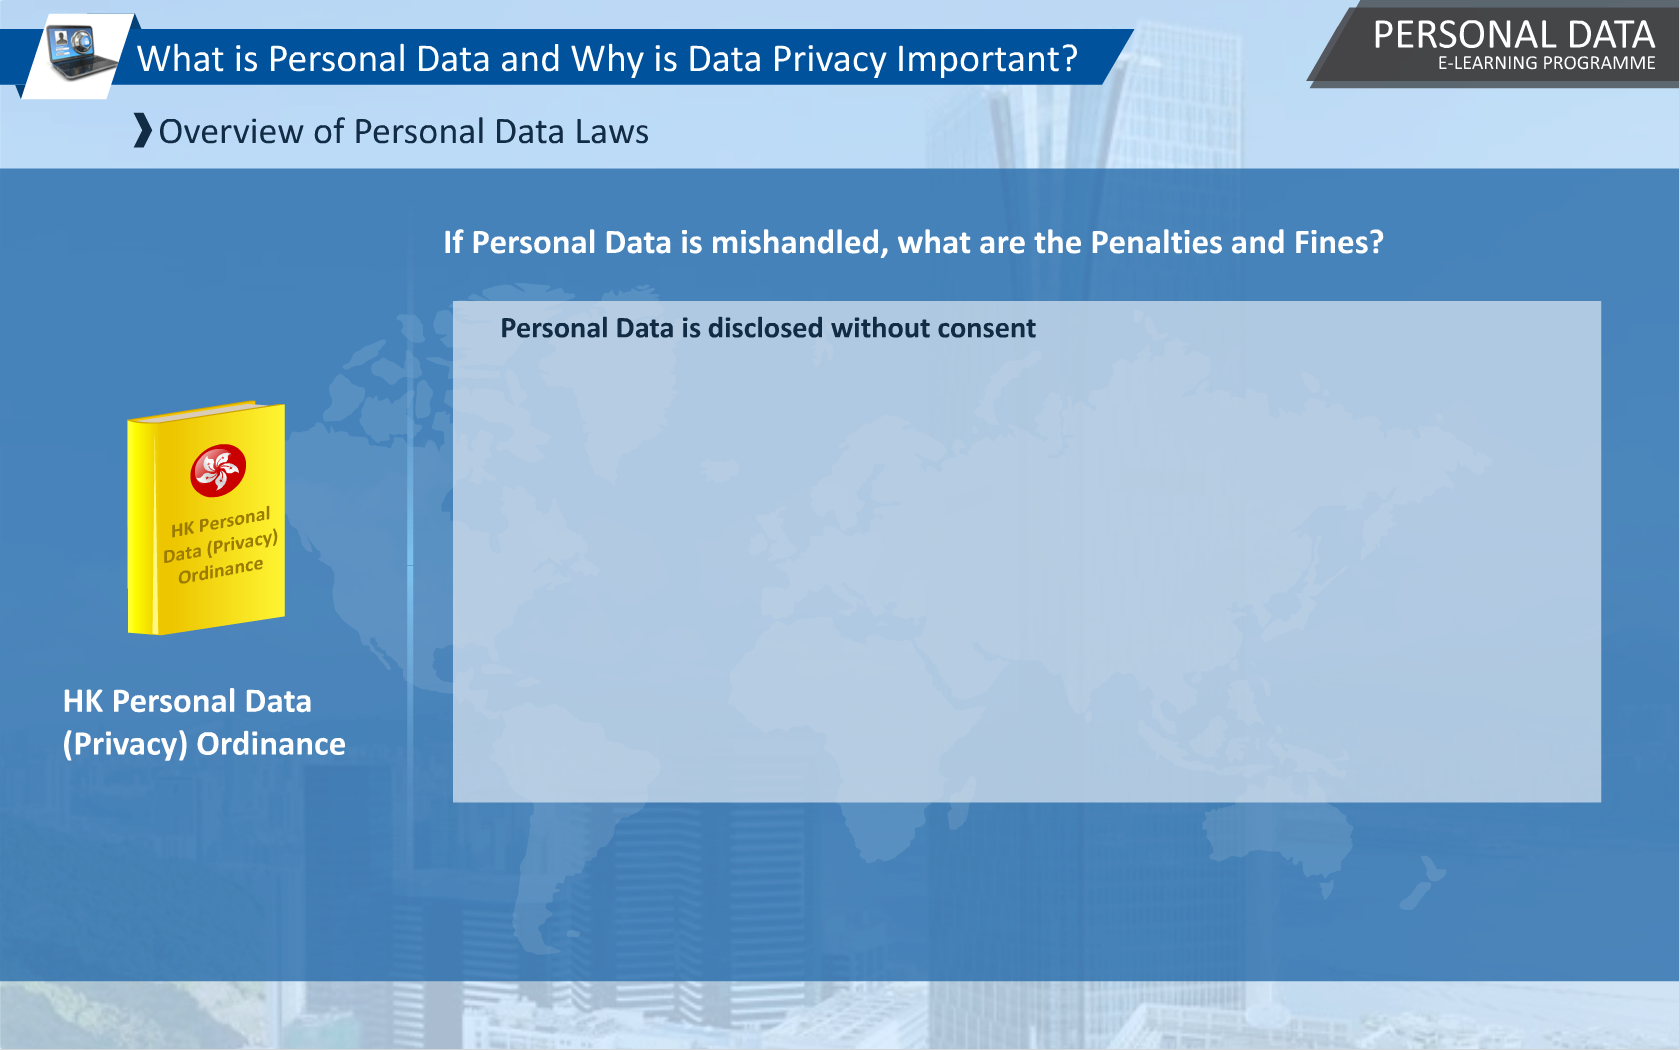 What is Personal Data and Why is Data Privacy Important?
PERSONAL DATA
E-LEARNING PROGRAMME
Overview of Personal Data Laws
If Personal Data is mishandled, what are the Penalties and Fines?
Personal Data is disclosed without consent
HK Personal
Data (Privacy)
Ordinance
HK Personal Data
(Privacy) Ordinance